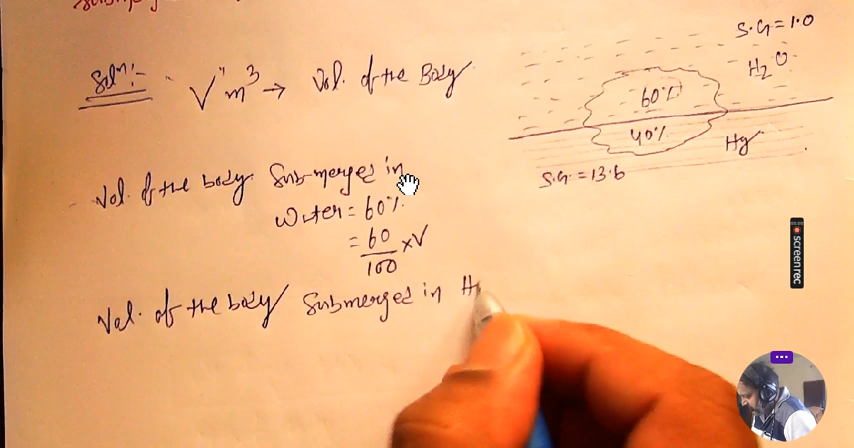 S.G = 1.0
Solⁿ:-
V" m³ → Vol. of the Body
H₂O
60%
40%
Hg
S.G. = 13.6
Vol. of the body Submerged in
Water = 60%.
= 60/100 × V
Vol. of the body Submerged in H
screenrec